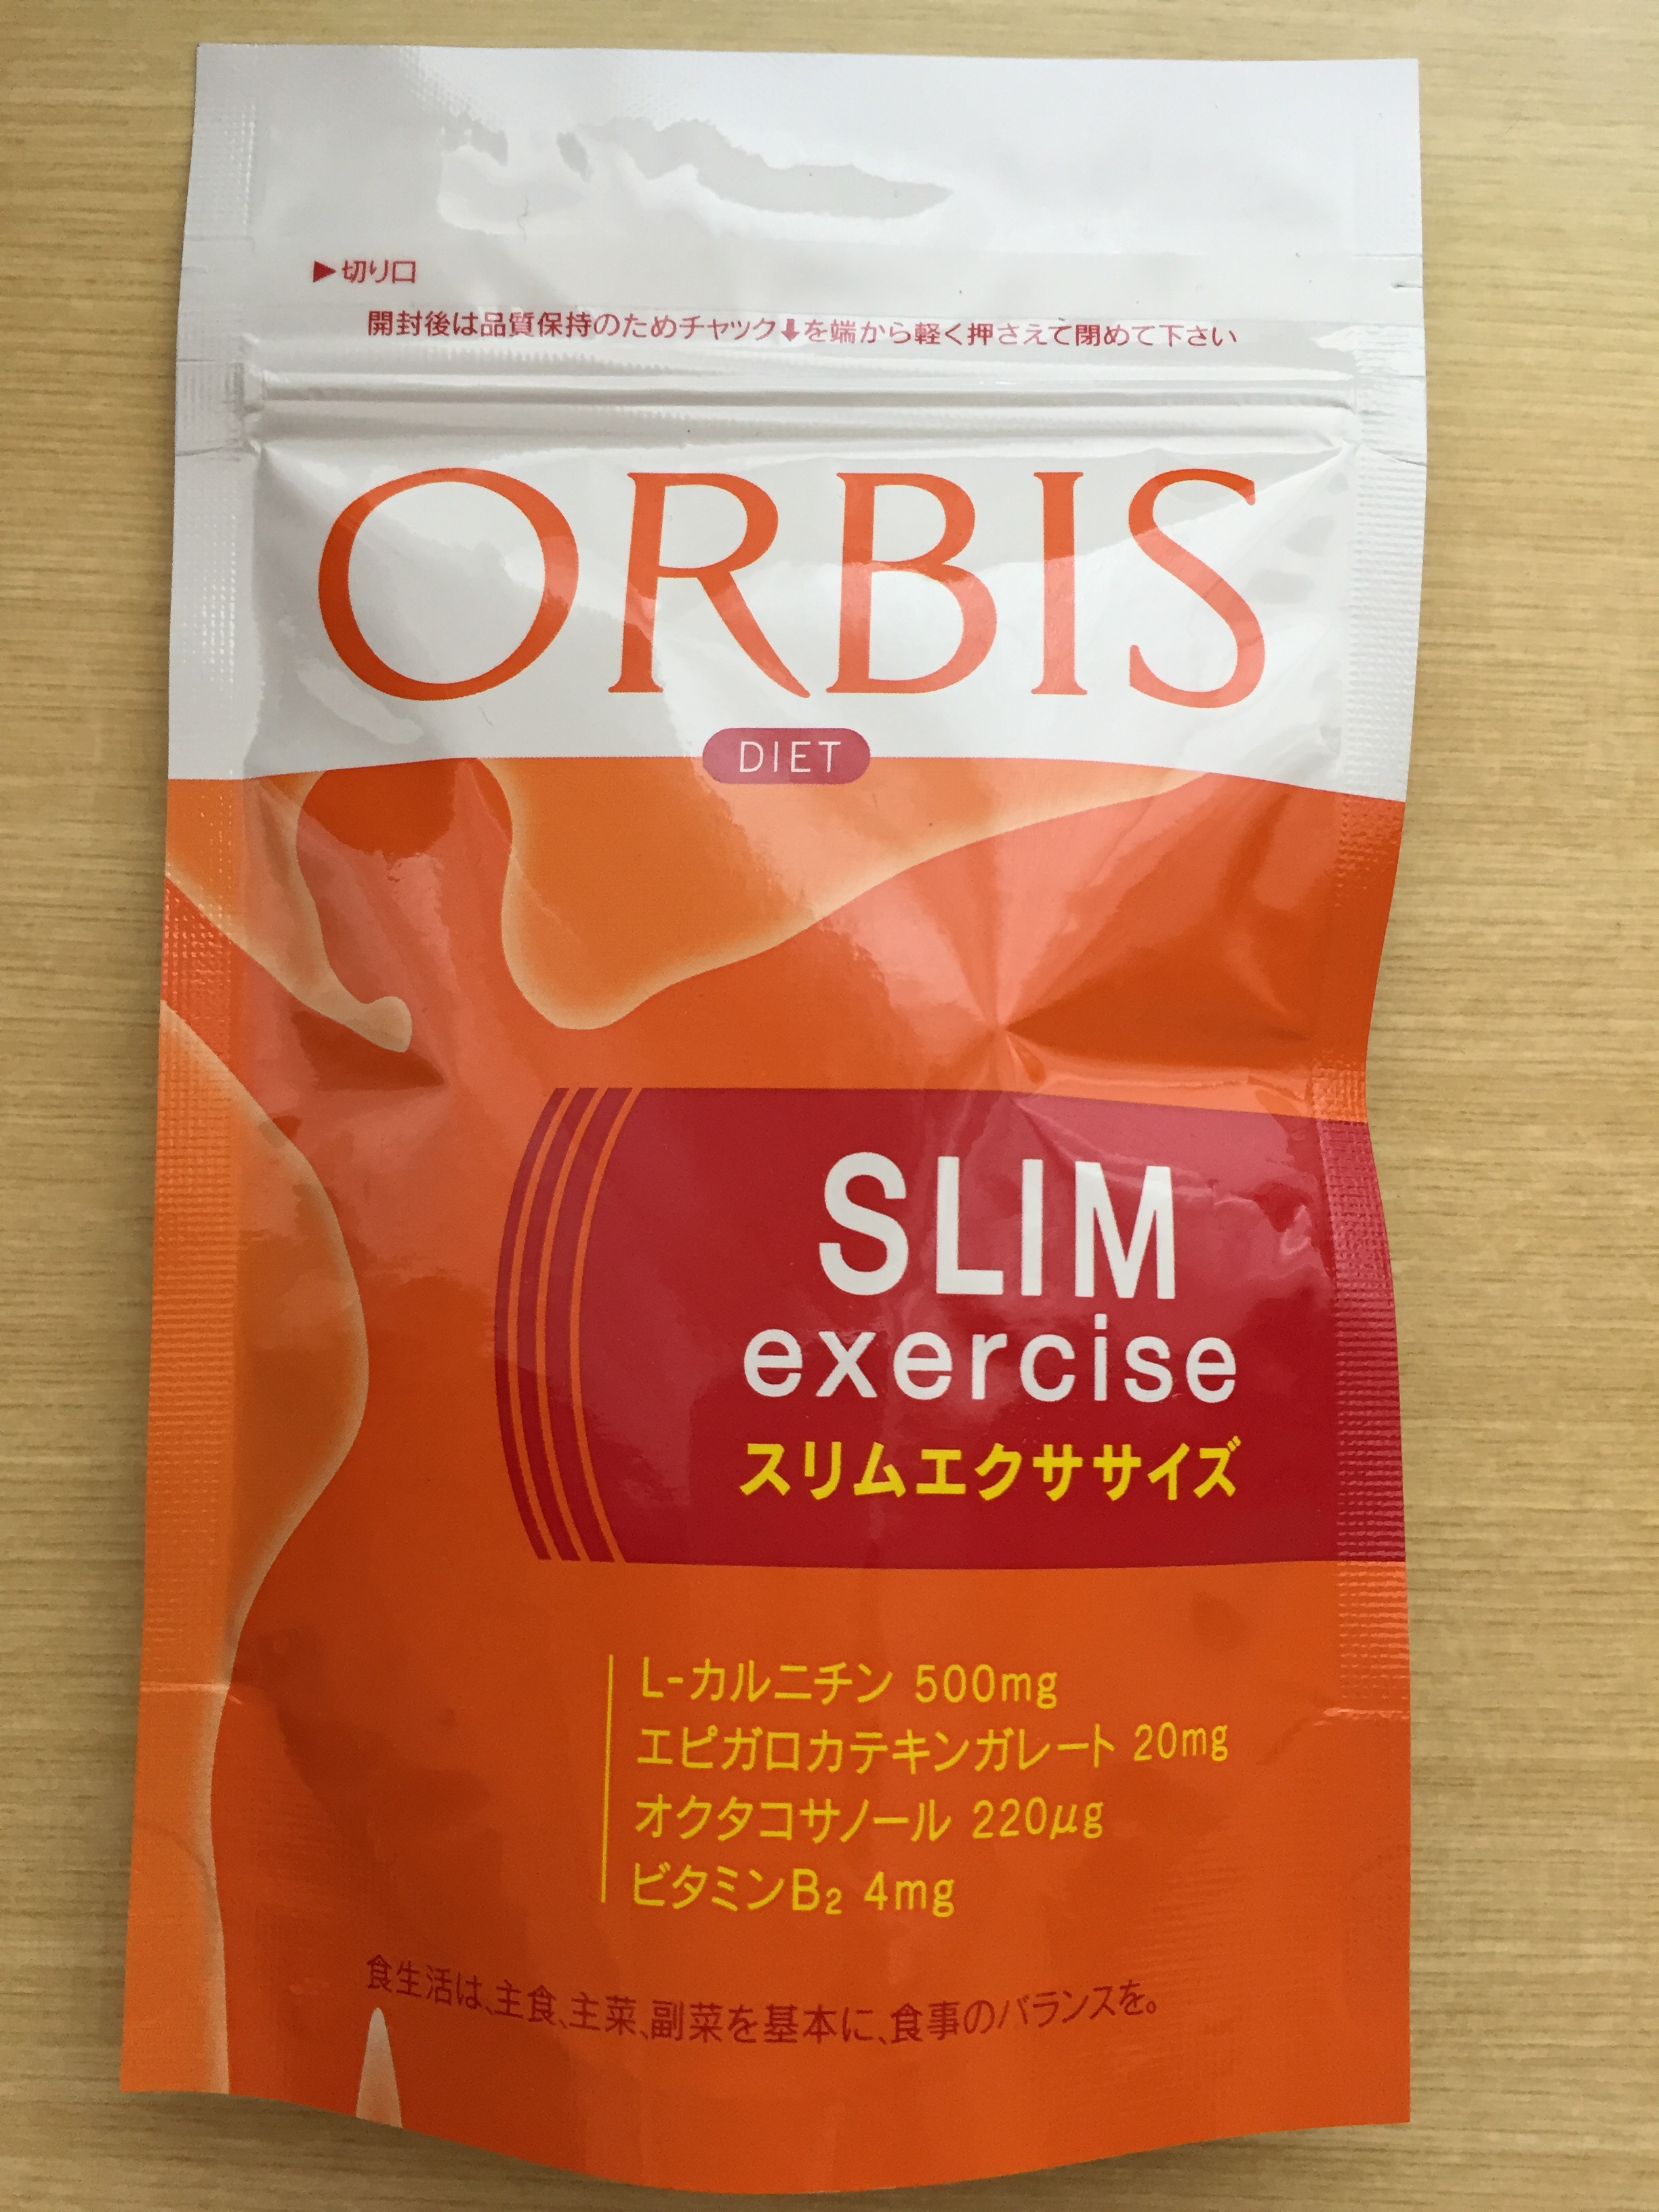 ▶切り口
開封後は品質保持のためチャック⬇を端から軽く押さえて閉めて下さい
ORBIS
DIET
SLIM
exercise
スリムエクササイズ
L-カルニチン 500mg
エピガロカテキンガレート 20mg
オクタコサノール 220μg
ビタミンB₂ 4mg
食生活は、主食、主菜、副菜を基本に、食事のバランスを。